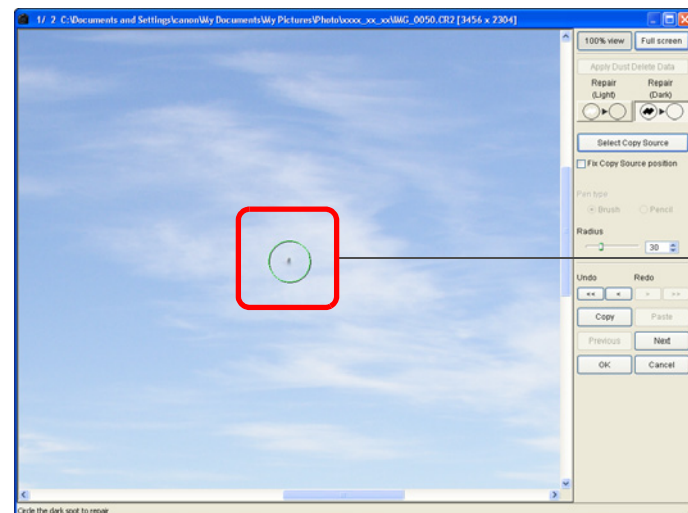 1/ 2 C:\Documents and Settings\canon\My Documents\My Pictures\Photo\xxxx_xx_xx\IMG_0050.CR2 [3456 x 2304]
100% view Full screen
Apply Dust Delete Data
Repair (Light) Repair (Dark)
Select Copy Source
Fix Copy Source position
Pen type
Brush Pencil
Radius
30
Undo Redo
<< < > >>
Copy Paste
Previous Next
OK Cancel
Circle the dark spot to repair